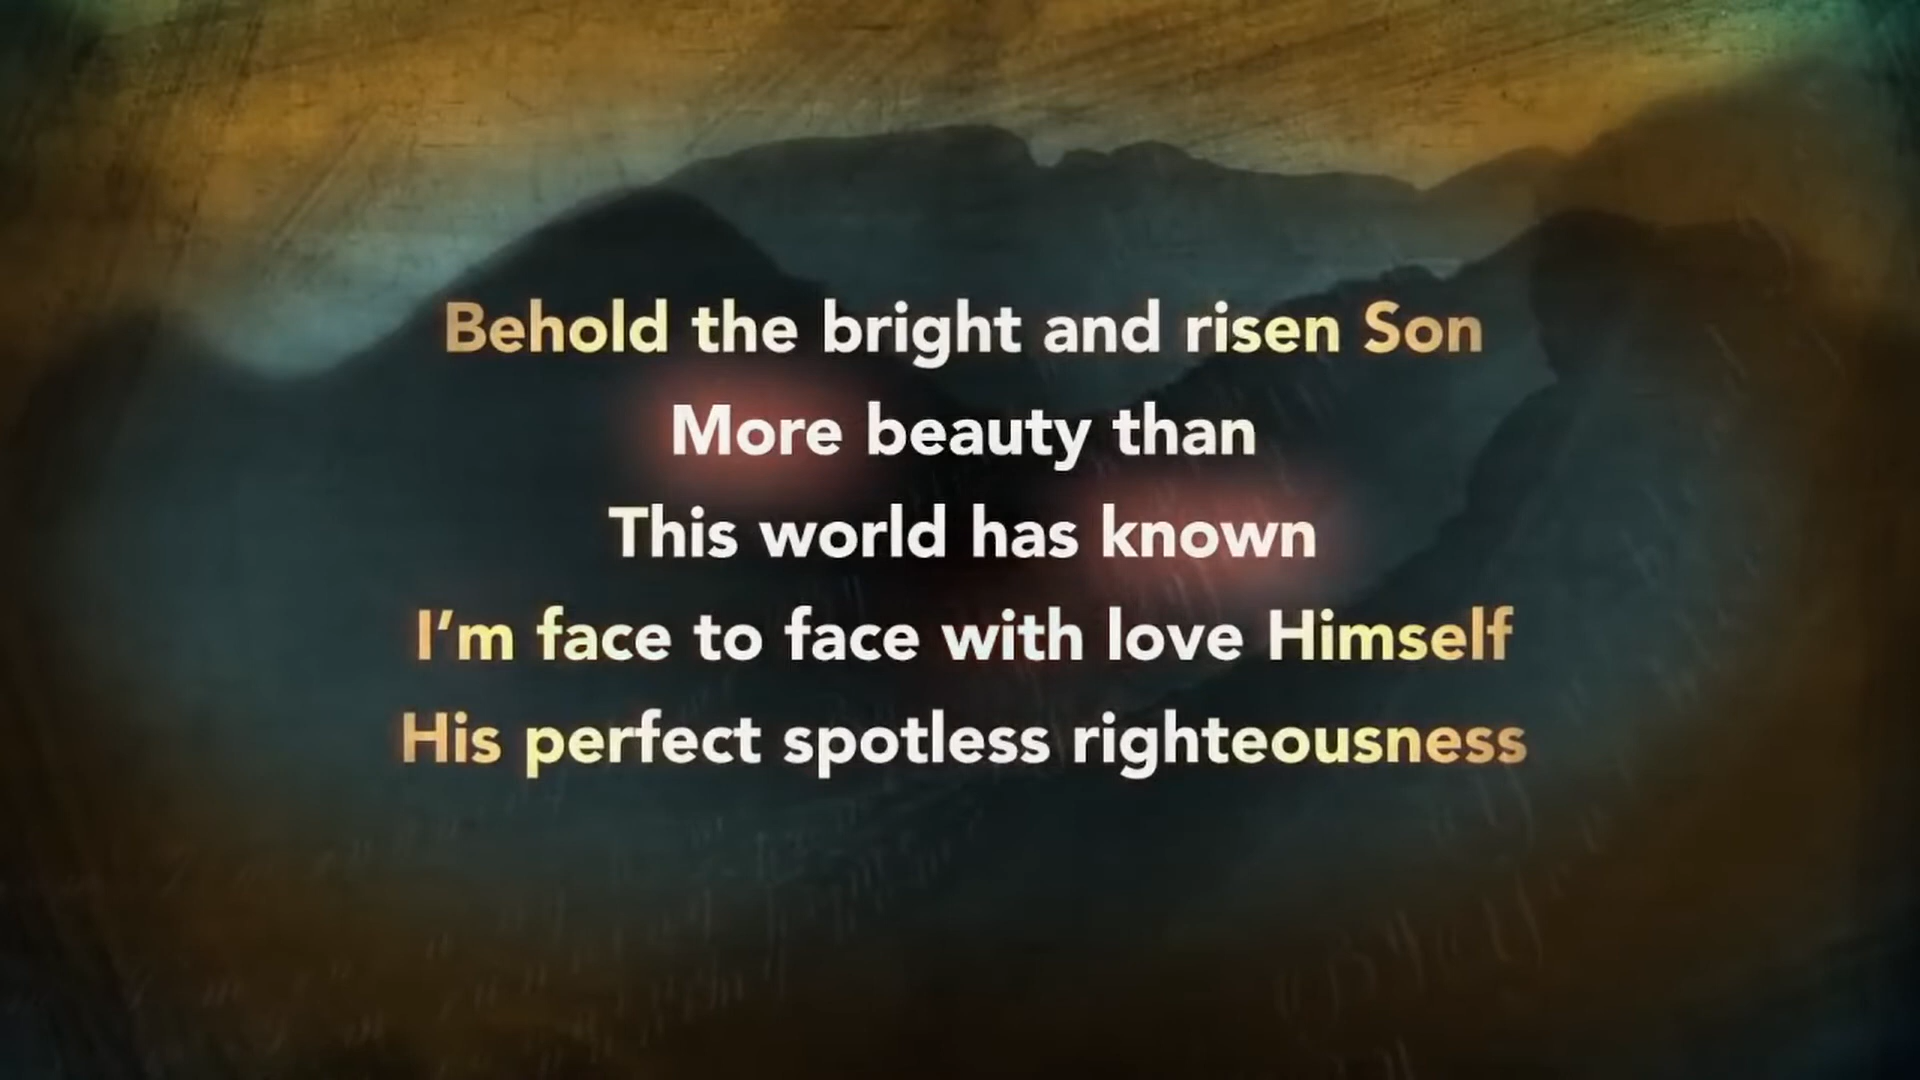 Behold the bright and risen Son
More beauty than
This world has known
I’m face to face with love Himself
His perfect spotless righteousness